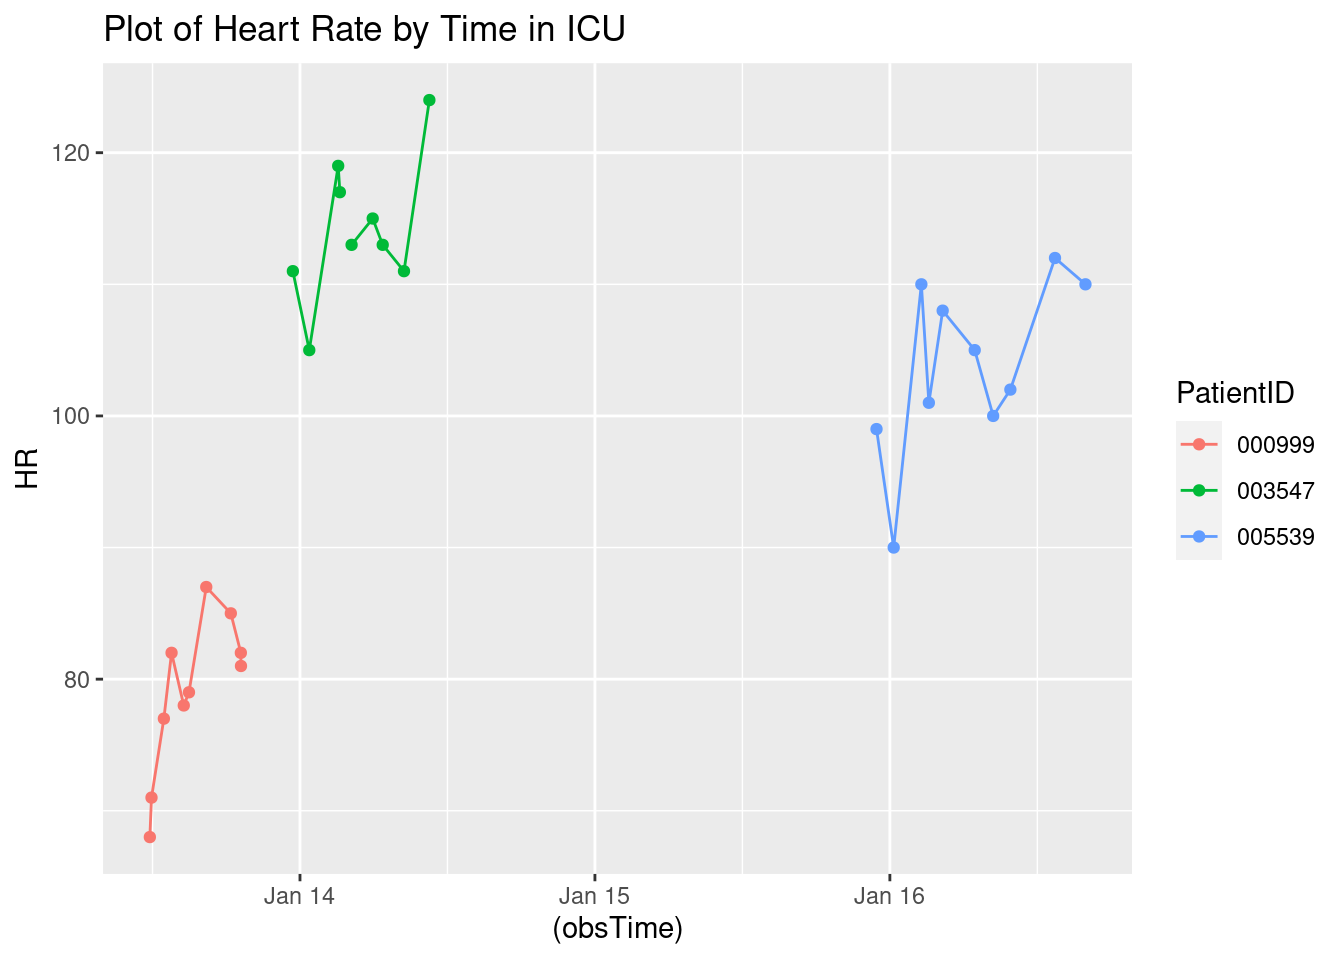 Plot of Heart Rate by Time in ICU
HR
120
100
80
Jan 14
Jan 15
Jan 16
(obsTime)
PatientID
000999
003547
005539